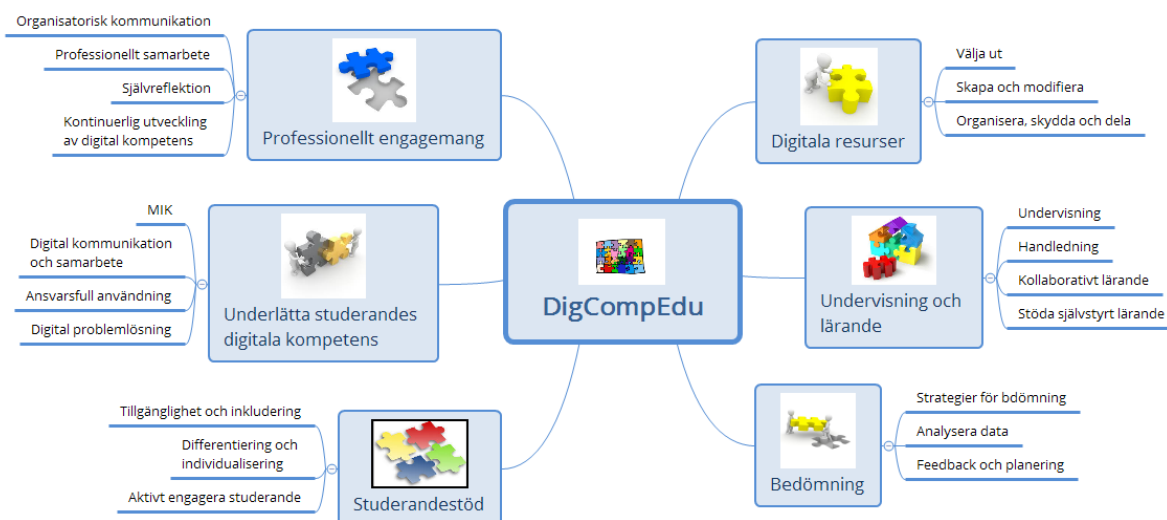 Organisatorisk kommunikation
Professionellt samarbete
Självreflektion
Kontinuerlig utveckling
av digital kompetens
Professionellt engagemang
MIK
Digital kommunikation
och samarbete
Ansvarsfull användning
Digital problemlösning
Underlätta studerandes
digitala kompetens
Tillgänglighet och inkludering
Differentiering och
individualisering
Aktivt engagera studerande
Studerandestöd
DigCompEdu
Digitala resurser
Välja ut
Skapa och modifiera
Organisera, skydda och dela
Undervisning och
lärande
Undervisning
Handledning
Kollaborativt lärande
Stöda självstyrt lärande
Bedömning
Strategier för bdömning
Analysera data
Feedback och planering